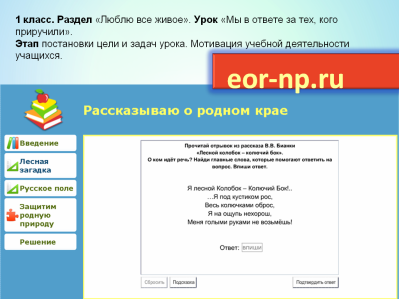 1 класс. Раздел «Люблю все живое». Урок «Мы в ответе за тех, кого
приручили».
Этап постановки цели и задач урока. Мотивация учебной деятельности
учащихся.
eor-np.ru
Рассказываю о родном крае
Введение
Лесная
загадка
Русское поле
Защитим
родную
природу
Решение
Прочитай отрывок из рассказа В.В. Бианки
«Лесной колобок – колючий бок».
О ком идёт речь? Найди главные слова, которые помогают ответить на
вопрос. Впиши ответ.
Я лесной Колобок – Колючий Бок!..
…Я под кустиком рос,
Весь колючками оброс,
Я на ощупь нехорош,
Меня голыми руками не возьмёшь!
Ответ: впиши
Сбросить
Подсказка
Подтвердить ответ